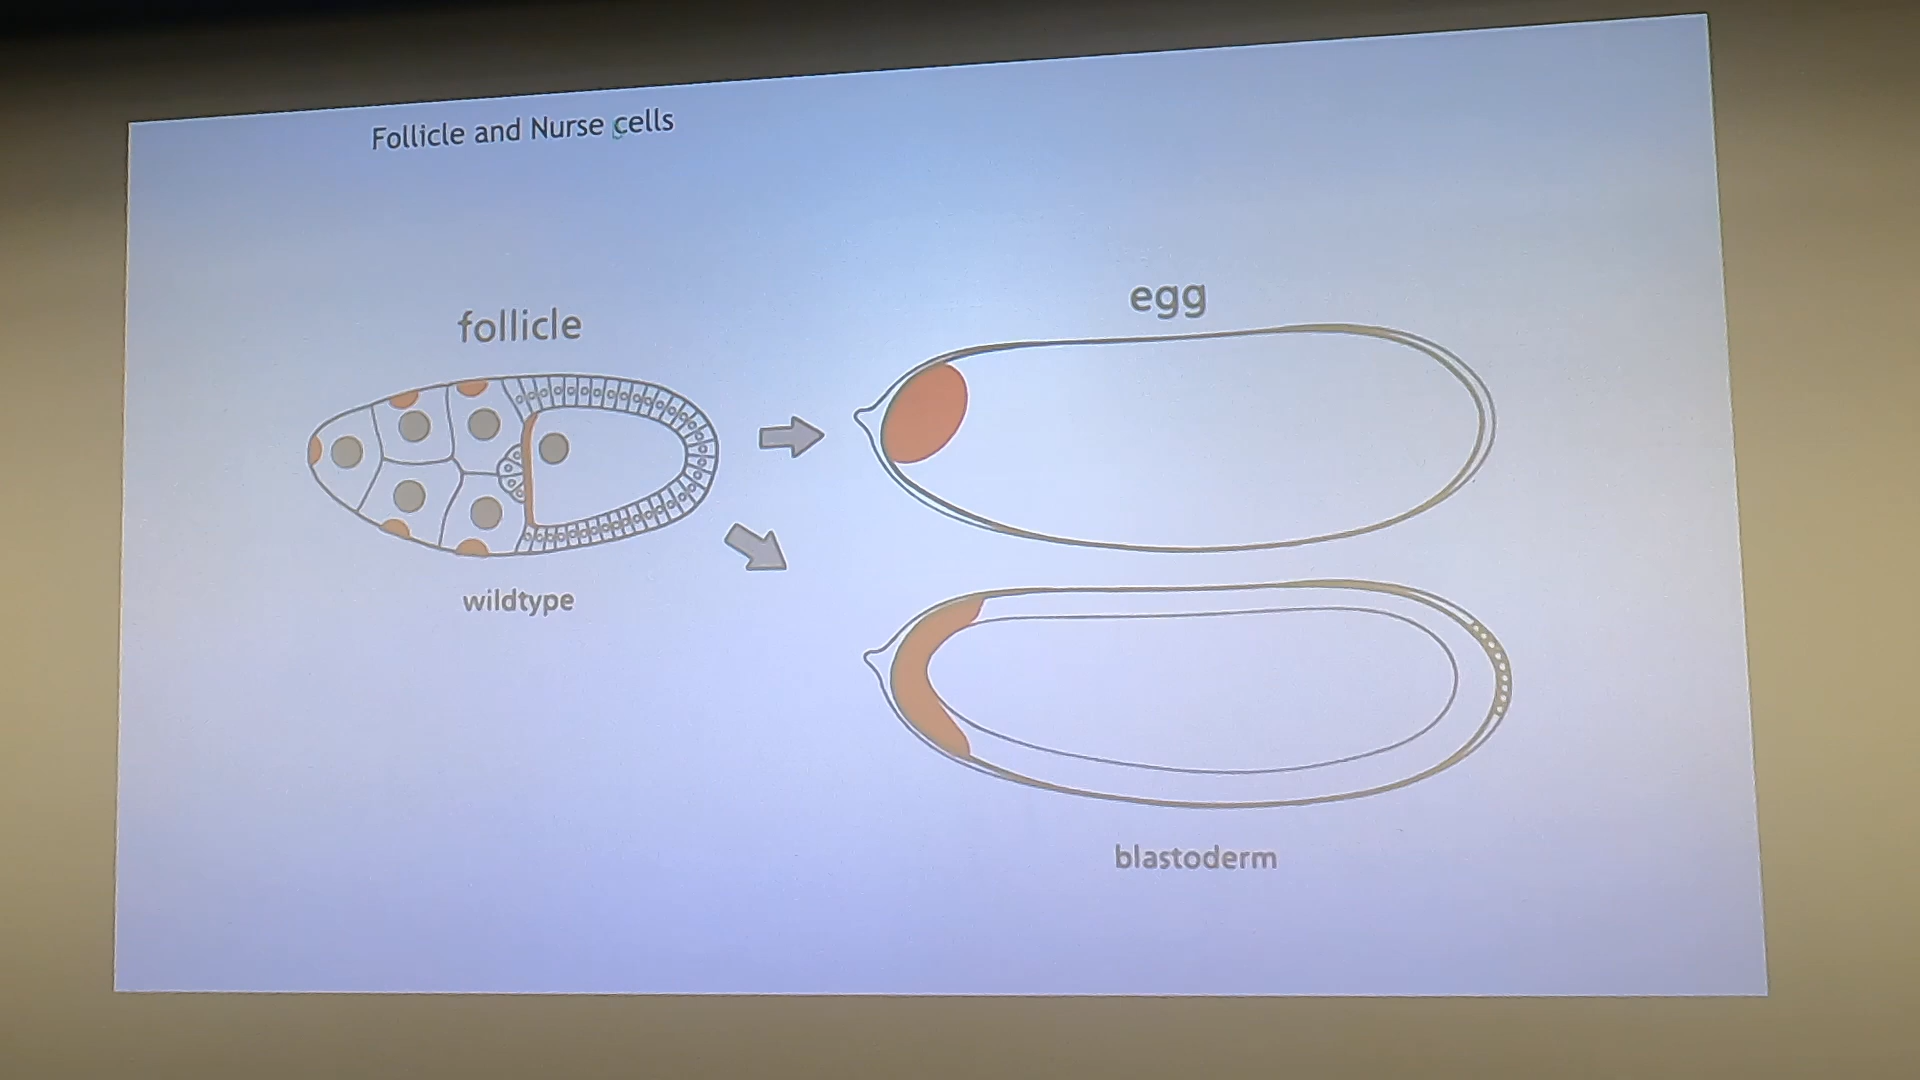 Follicle and Nurse cells
follicle
egg
wildtype
blastoderm